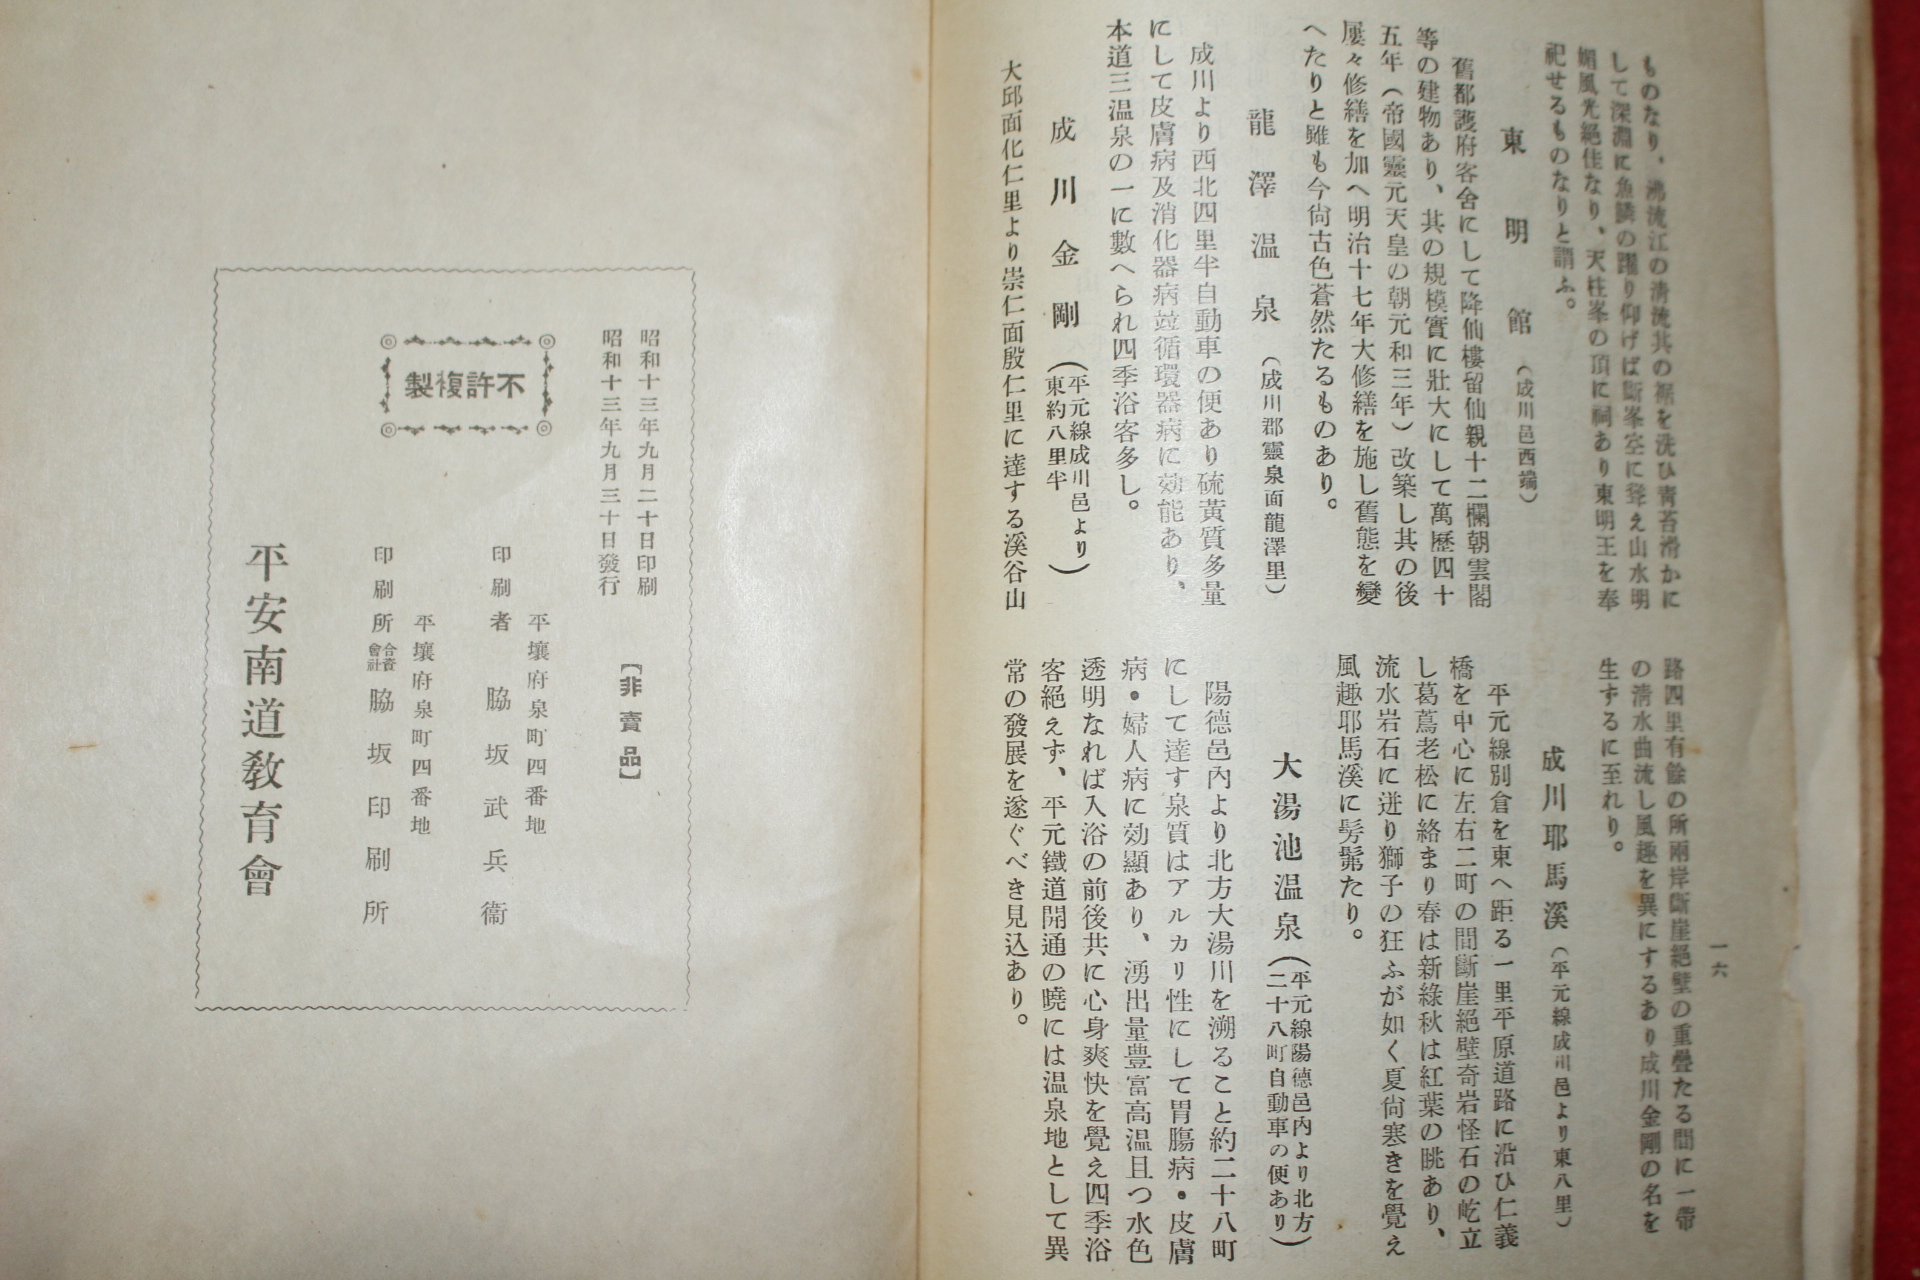 ものなり、沸流江の清流其の裾を洗ひ青苔滑かに
して深淵に魚鱗の躍り仰げば斷峯空に聳え山水明
媚風光絕佳なり、天柱峯の頂に祠あり東明王を奉
祀せるものなりと謂ふ。
東明館（成川邑西端）
舊都護府客舍にして降仙樓留仙親十二欄朝雲閣
等の建物あり、其の規模實に壯大にして萬歷四十
五年（帝國靈元天皇の朝元和三年）改築し其の後
屢々修繕を加へ明治十七年大修繕を施し舊態を變
へたりと雖も今尙古色蒼然たるものあり。
龍澤温泉（成川郡靈泉面龍澤里）
成川より西北四里半自動車の便あり硫黃質多量
にして皮膚病及消化器病竝循環器病に効能あり、
本道三温泉の一に數へられ四季浴客多し。
成川金剛（平元線成川邑より
東約八里半）
大邱面化仁里より崇仁面殷仁里に達する溪谷山
路四里有餘の所兩岸斷崖絕壁の重疊たる間に一帶
の淸水曲流し風趣を異にするあり成川金剛の名を
生ずるに至れり。
成川耶馬溪（平元線成川邑より東八里）
平元線別倉を東へ距る一里平原道路に沿ひ仁義
橋を中心に左右二町の間斷崖絕壁奇岩怪石の屹立
し葛蔦老松に絡まり春は新綠秋は紅葉の眺あり、
流水岩石に迸り獅子の狂ふが如く夏尙寒きを覺え
風趣耶馬溪に髣髴たり。
大湯池温泉（平元線陽德邑內より北方
二十八町自動車の便あり）
陽德邑內より北方大湯川を溯ること約二十八町
にして達す泉質はアルカリ性にして胃腸病・皮膚
病・婦人病に効顯あり、湧出量豊富高温且つ水色
透明なれば入浴の前後共に心身爽快を覺え四季浴
客絕えず、平元鐵道開通の曉には温泉地として異
常の發展を遂ぐべき見込あり。
一六
昭和十三年九月二十日印刷
昭和十三年九月三十日發行
【非賣品】
不許複製
平壤府泉町四番地
印刷者 脇坂武兵衞
平壤府泉町四番地
印刷所 合資會社 脇坂印刷所
平安南道敎育會